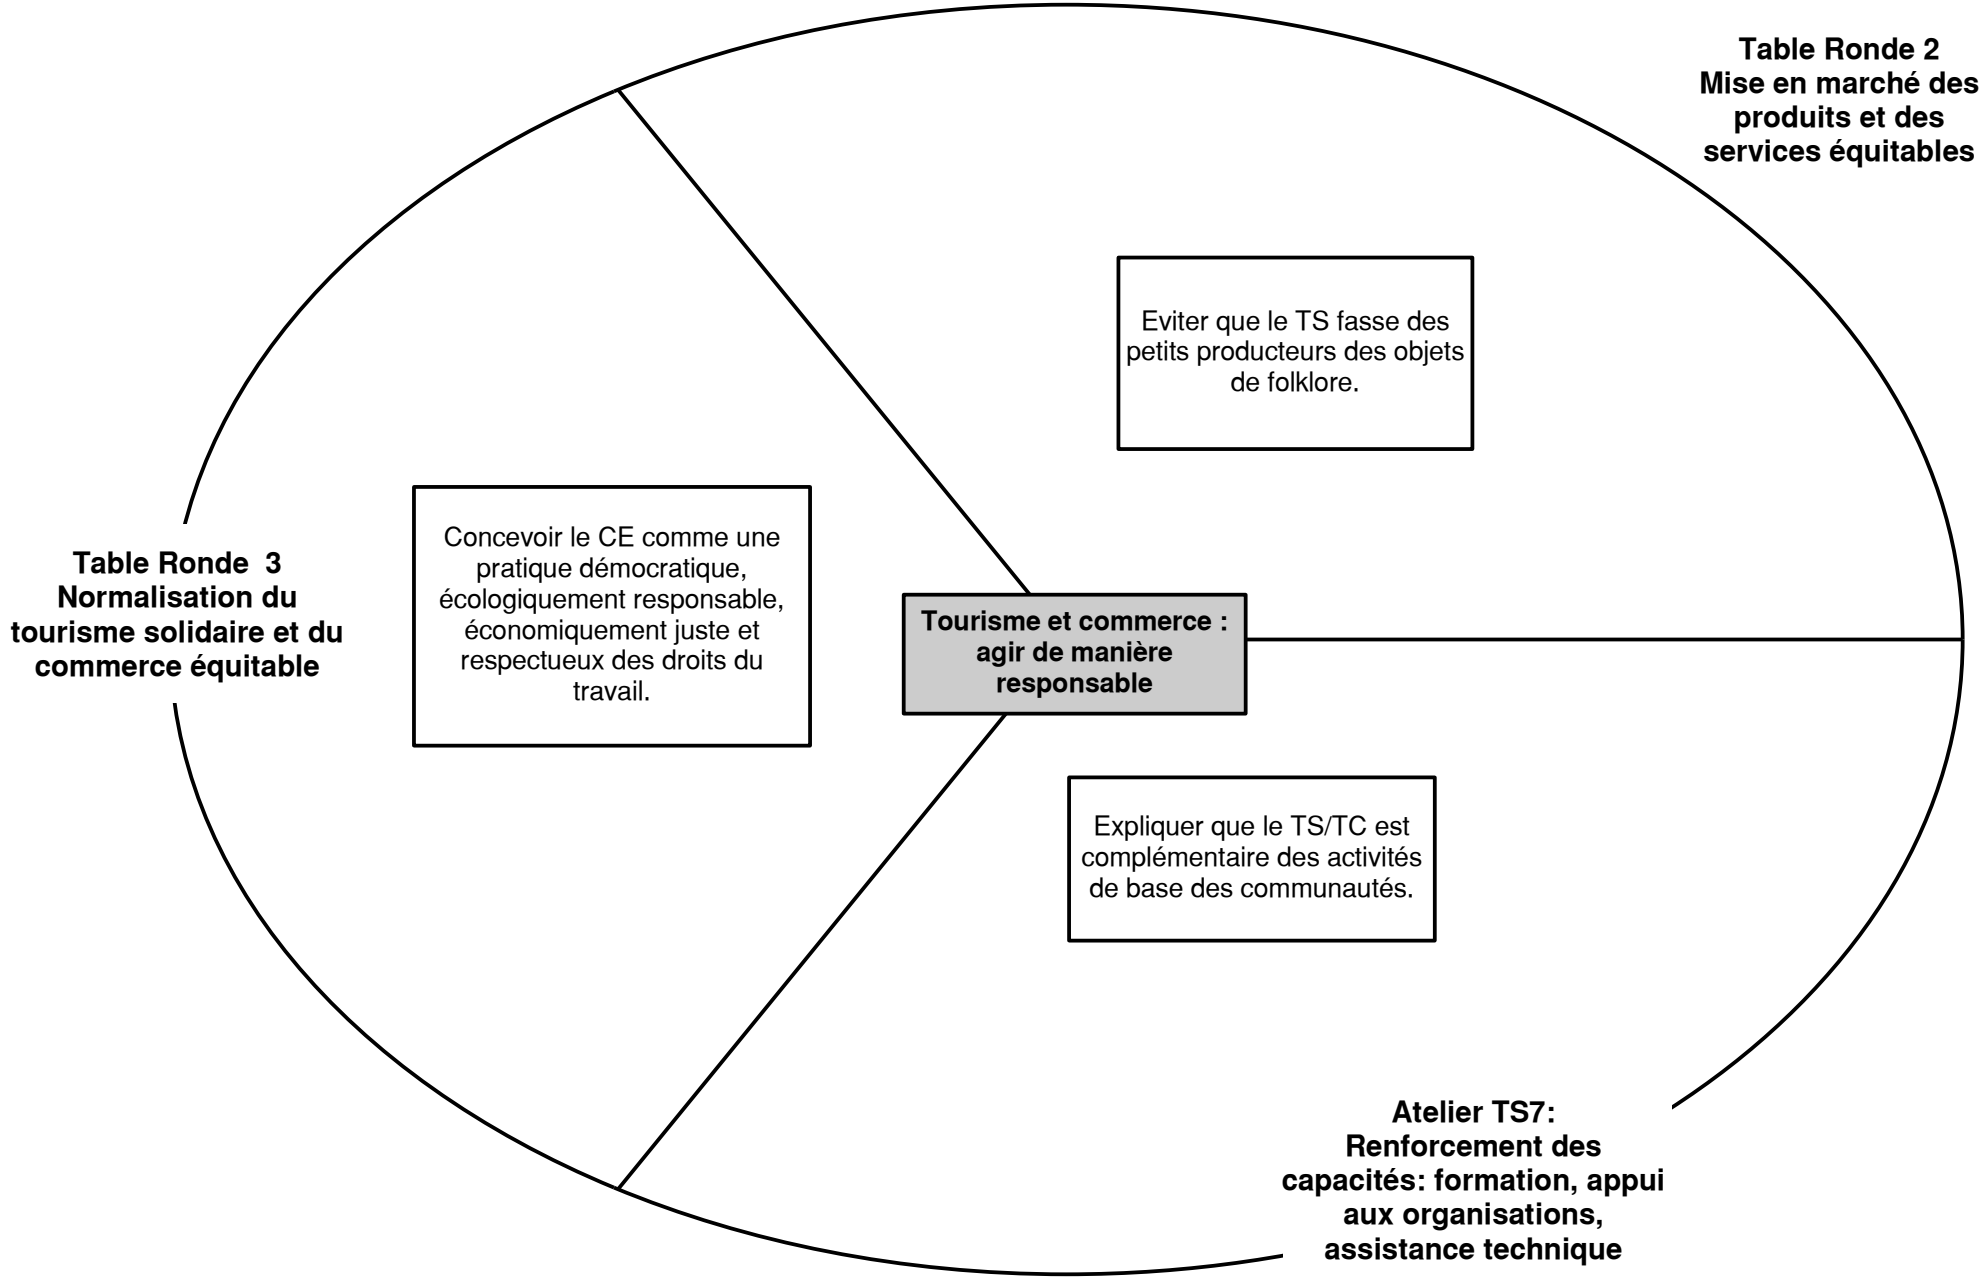 Table Ronde 2
Mise en marché des
produits et des
services équitables
Eviter que le TS fasse des
petits producteurs des objets
de folklore.
Table Ronde  3
Normalisation du
tourisme solidaire et du
commerce équitable
Concevoir le CE comme une
pratique démocratique,
écologiquement responsable,
économiquement juste et
respectueux des droits du
travail.
Tourisme et commerce :
agir de manière
responsable
Expliquer que le TS/TC est
complémentaire des activités
de base des communautés.
Atelier TS7:
Renforcement des
capacités: formation, appui
aux organisations,
assistance technique